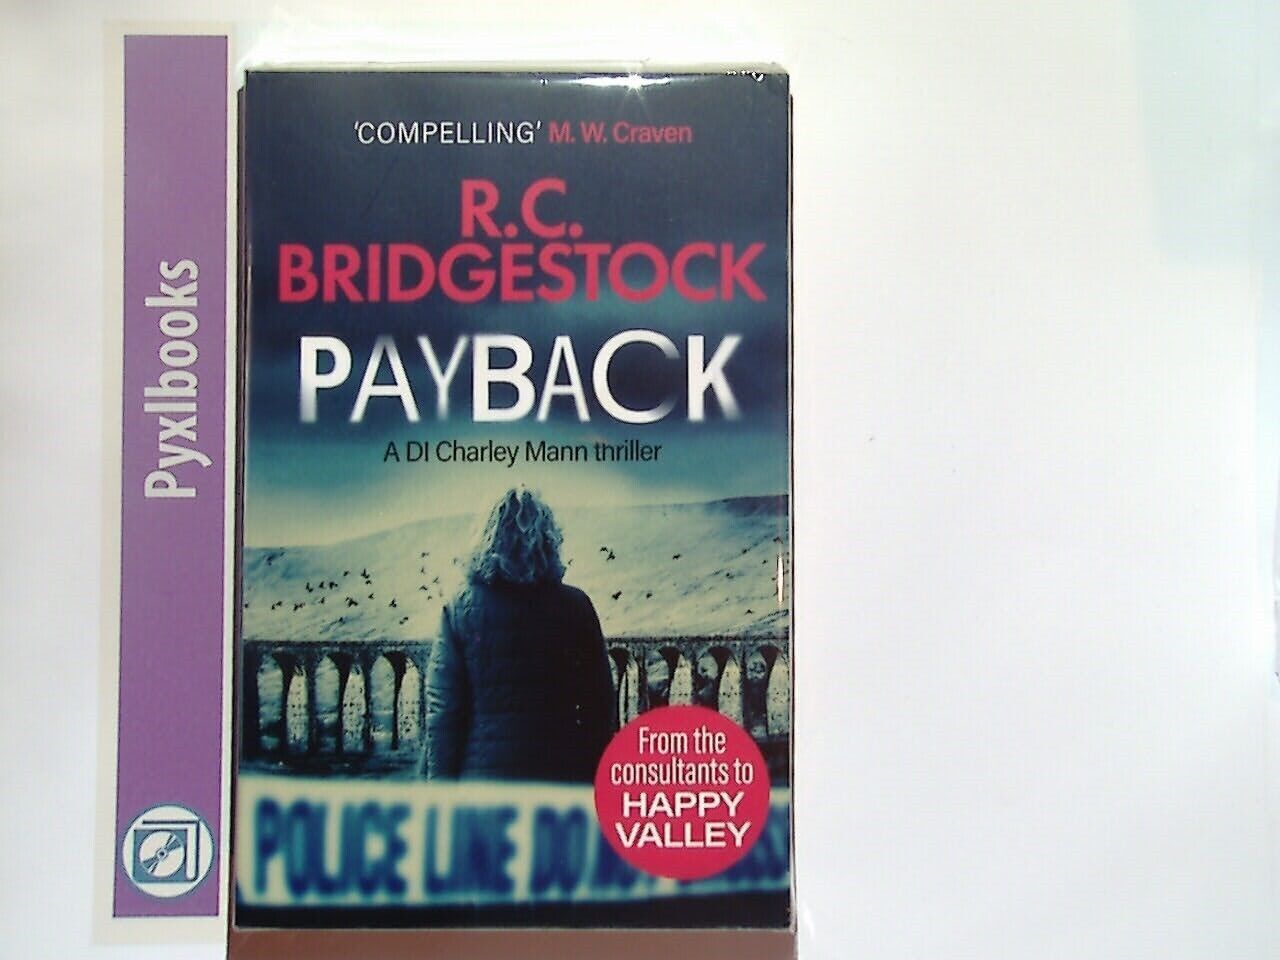 Pyxlbooks
'COMPELLING' M. W. Craven
R.C.
BRIDGESTOCK
PAYBACK
A DI Charley Mann thriller
From the
consultants to
HAPPY
VALLEY
POLICE LINE DO